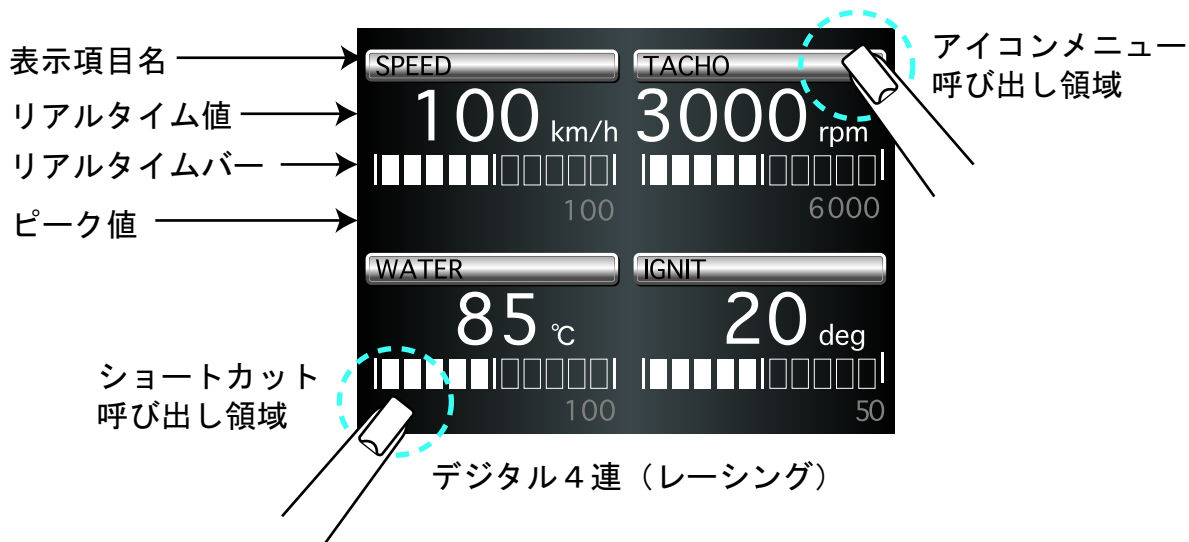 表示項目名
リアルタイム値
リアルタイムバー
ピーク値
SPEED
100 km/h
100
TACHO
3000 rpm
6000
アイコンメニュー
呼び出し領域
WATER
85 ℃
100
IGNIT
20 deg
50
ショートカット
呼び出し領域
デジタル４連（レーシング）